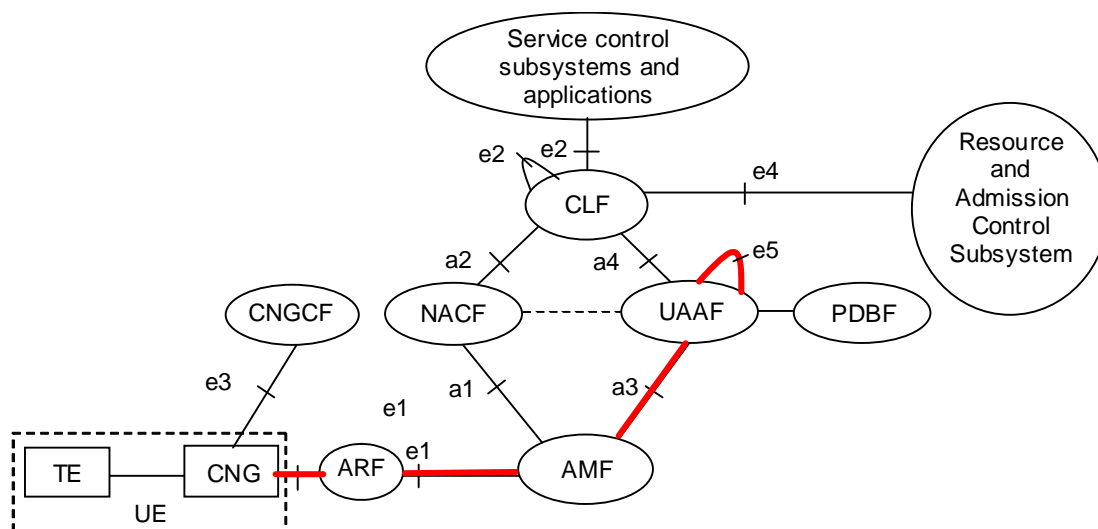 Service control
subsystems and
applications
e2
e2
Resource
and
Admission
Control
Subsystem
e4
CLF
a2
a4
e5
CNGCF
NACF
UAAF
PDBF
e3
a1
a3
e1
e1
TE
CNG
ARF
AMF
UE